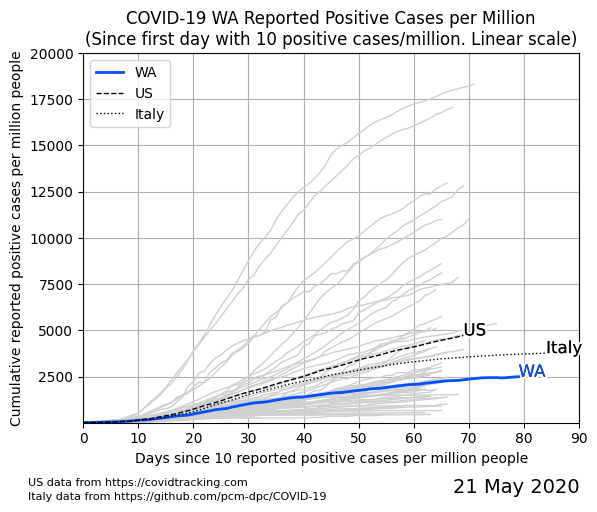 COVID-19 WA Reported Positive Cases per Million
(Since first day with 10 positive cases/million. Linear scale)
Cumulative reported positive cases per million people
20000
17500
15000
12500
10000
7500
5000
2500
WA
US
Italy
US
Italy
WA
0 10 20 30 40 50 60 70 80 90
Days since 10 reported positive cases per million people
US data from https://covidtracking.com
Italy data from https://github.com/pcm-dpc/COVID-19
21 May 2020